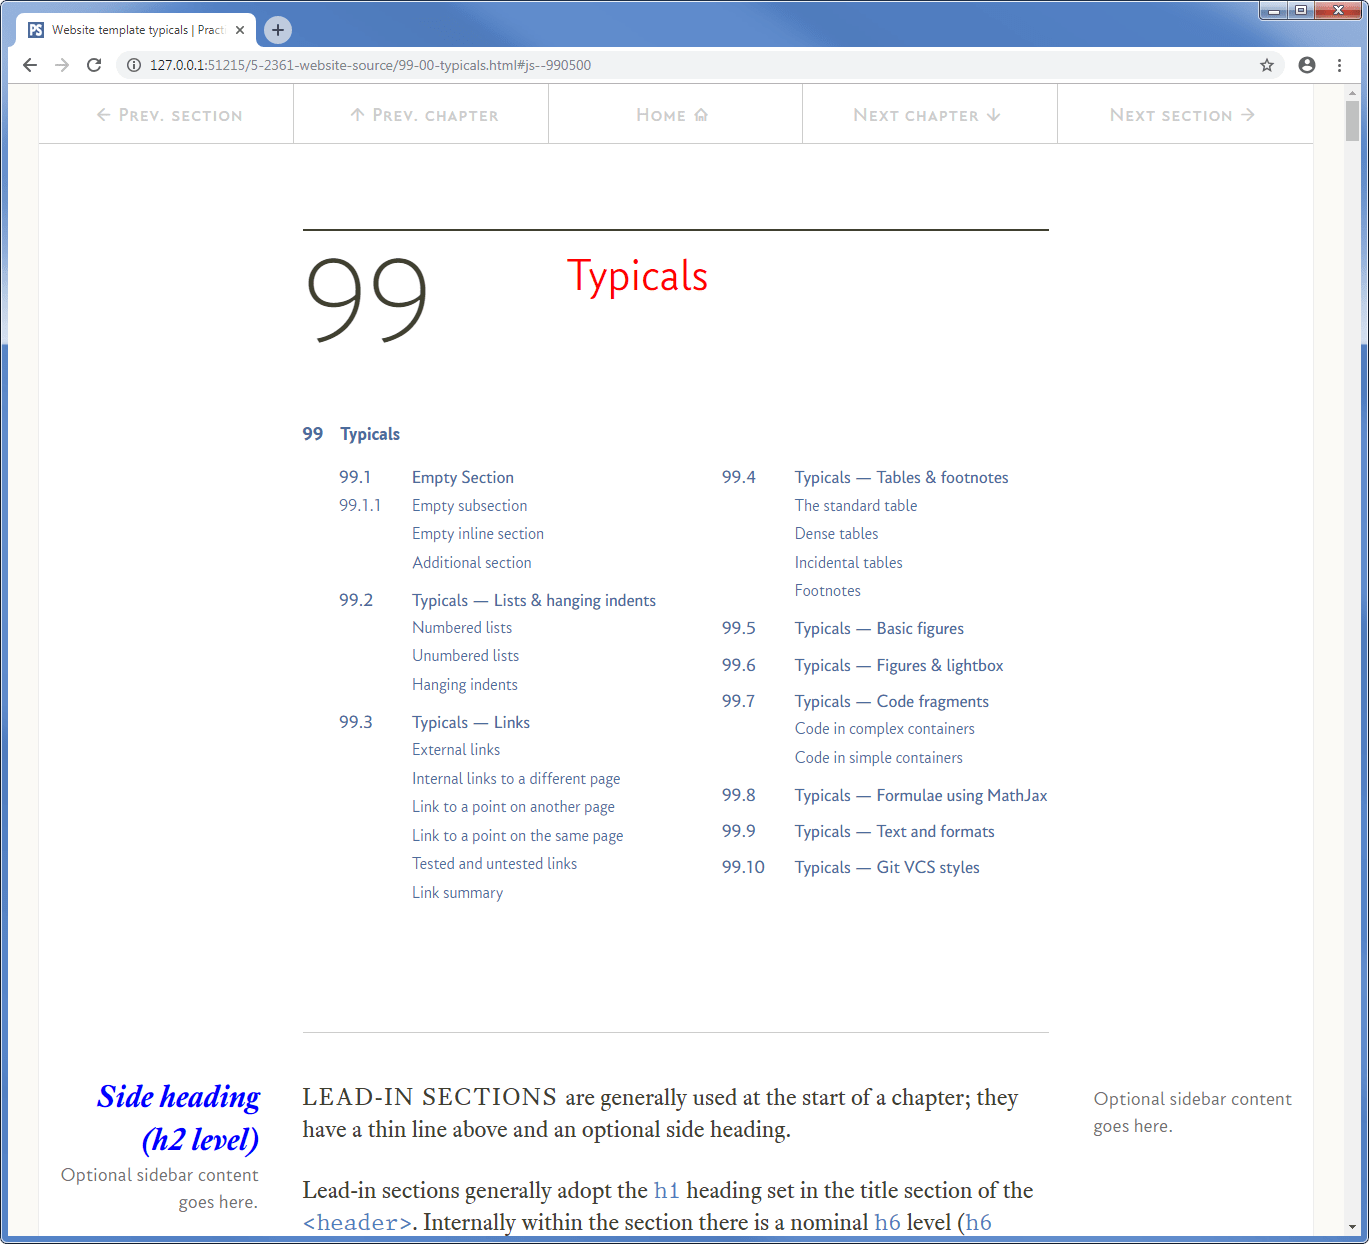 PS Website template typicals | Pract
127.0.0.1:51215/5-2361-website-source/99-00-typicals.html#js--990500
← Prev. section
↑ Prev. chapter
Home
Next chapter ↓
Next section →
99
Typicals
99 Typicals
99.1 Empty Section
99.1.1 Empty subsection
Empty inline section
Additional section
99.2 Typicals — Lists & hanging indents
Numbered lists
Unumbered lists
Hanging indents
99.3 Typicals — Links
External links
Internal links to a different page
Link to a point on another page
Link to a point on the same page
Tested and untested links
Link summary
99.4 Typicals — Tables & footnotes
The standard table
Dense tables
Incidental tables
Footnotes
99.5 Typicals — Basic figures
99.6 Typicals — Figures & lightbox
99.7 Typicals — Code fragments
Code in complex containers
Code in simple containers
99.8 Typicals — Formulae using MathJax
99.9 Typicals — Text and formats
99.10 Typicals — Git VCS styles
Side heading
(h2 level)
Optional sidebar content
goes here.
LEAD-IN SECTIONS are generally used at the start of a chapter; they
have a thin line above and an optional side heading.
Lead-in sections generally adopt the h1 heading set in the title section of the
<header>. Internally within the section there is a nominal h6 level (h6
Optional sidebar content
goes here.